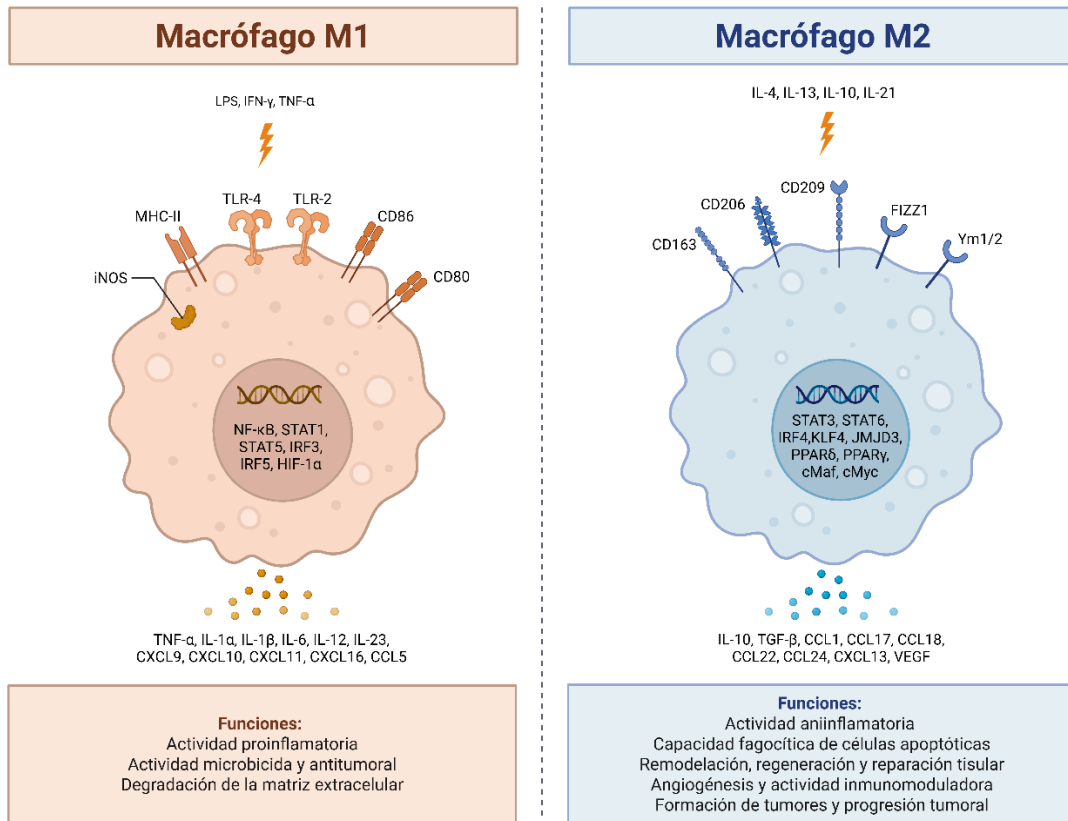 Macrófago M1
LPS, IFN-γ, TNF-α
TLR-4
TLR-2
MHC-II
CD86
iNOS
CD80
NF-κB, STAT1,
STAT5, IRF3,
IRF5, HIF-1α
TNF-α, IL-1α, IL-1β, IL-6, IL-12, IL-23,
CXCL9, CXCL10, CXCL11, CXCL16, CCL5
Funciones:
Actividad proinflamatoria
Actividad microbicida y antitumoral
Degradación de la matriz extracelular
Macrófago M2
IL-4, IL-13, IL-10, IL-21
CD209
CD206
FIZZ1
CD163
Ym1/2
STAT3, STAT6,
IRF4,KLF4, JMJD3,
PPARδ, PPARγ,
cMaf, cMyc
IL-10, TGF-β, CCL1, CCL17, CCL18,
CCL22, CCL24, CXCL13, VEGF
Funciones:
Actividad aniinflamatoria
Capacidad fagocítica de células apoptóticas
Remodelación, regeneración y reparación tisular
Angiogénesis y actividad inmunomoduladora
Formación de tumores y progresión tumoral